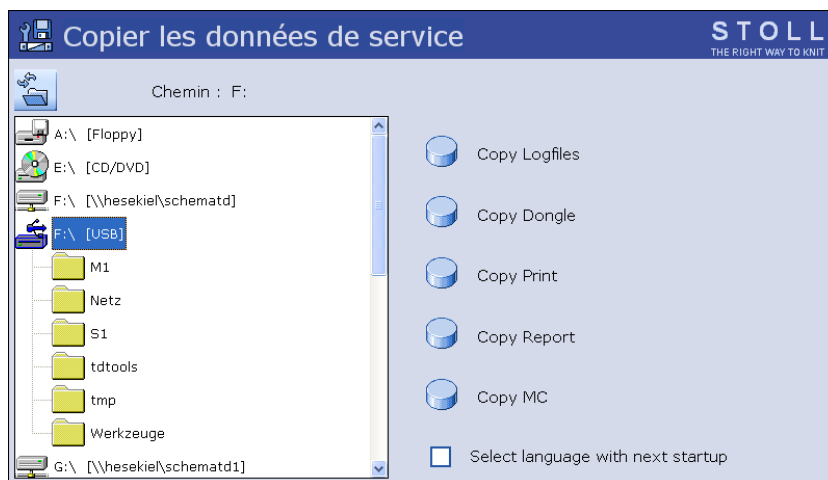 Copier les données de service
STOLL
THE RIGHT WAY TO KNIT
Chemin : F:
A:\ [Floppy]
E:\ [CD/DVD]
F:\ [\\hesekiel\schematd]
F:\ [USB]
M1
Netz
S1
tdtools
tmp
Werkzeuge
G:\ [\\hesekiel\schematd1]
Copy Logfiles
Copy Dongle
Copy Print
Copy Report
Copy MC
Select language with next startup